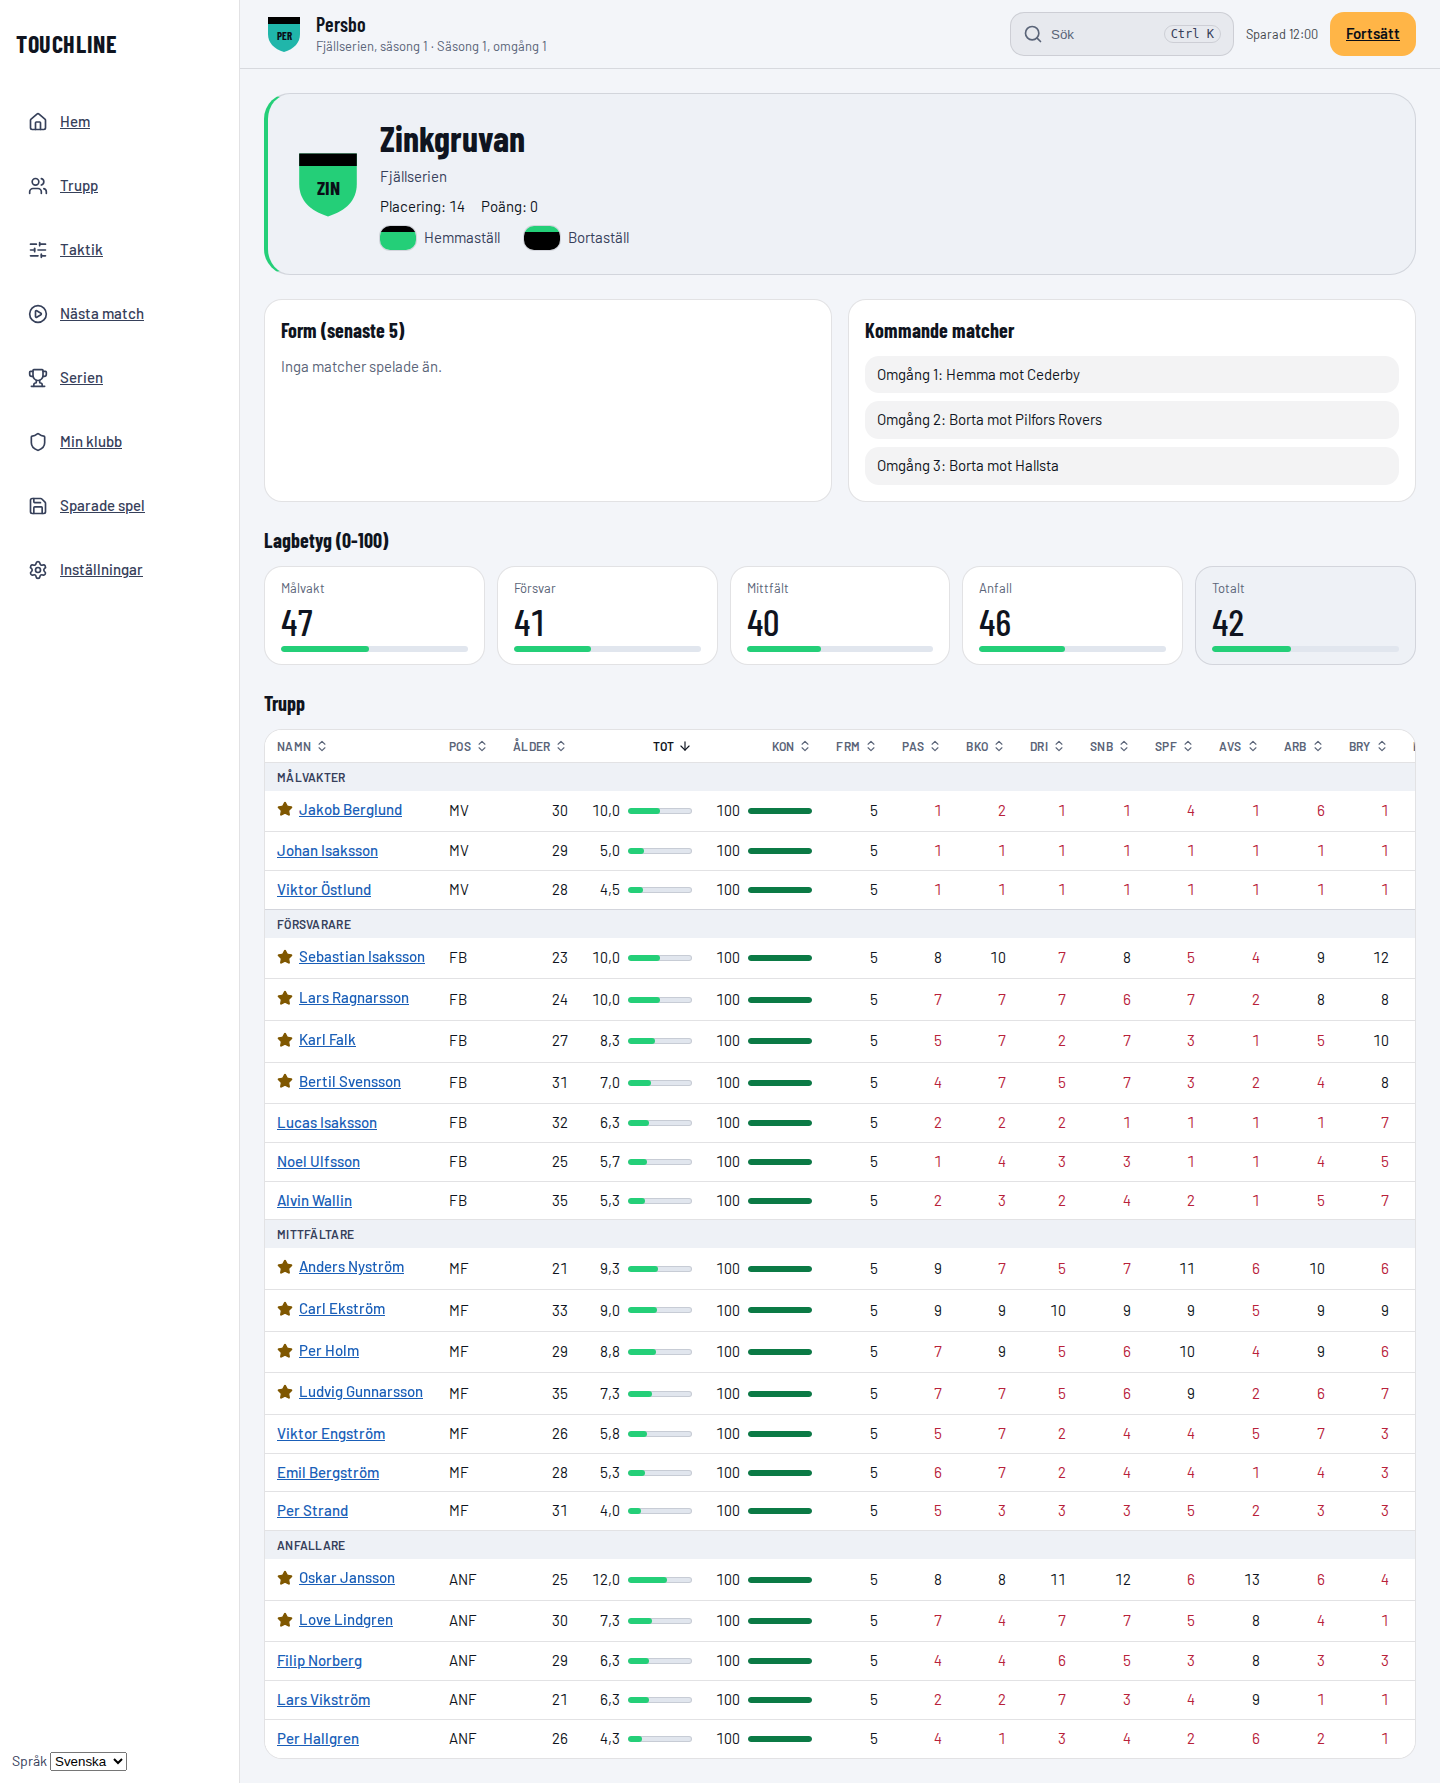 TOUCHLINE
Hem
Trupp
Taktik
Nästa match
Serien
Min klubb
Sparade spel
Inställningar
Språk Svenska
PER Persbo
Fjällserien, säsong 1 · Säsong 1, omgång 1
Sök Ctrl K Sparad 12:00 Fortsätt
ZIN
Zinkgruvan
Fjällserien
Placering: 14 Poäng: 0
Hemmaställ Bortaställ
Form (senaste 5)
Inga matcher spelade än.
Kommande matcher
Omgång 1: Hemma mot Cederby
Omgång 2: Borta mot Pilfors Rovers
Omgång 3: Borta mot Hallsta
Lagbetyg (0-100)
Målvakt 47
Försvar 41
Mittfält 40
Anfall 46
Totalt 42
Trupp
NAMN POS ÅLDER TOT KON FRM PAS BKO DRI SNB SPF AVS ARB BRY
MÅLVAKTER
Jakob Berglund MV 30 10,0 100 5 1 2 1 1 4 1 6 1
Johan Isaksson MV 29 5,0 100 5 1 1 1 1 1 1 1 1
Viktor Östlund MV 28 4,5 100 5 1 1 1 1 1 1 1 1
FÖRSVARARE
Sebastian Isaksson FB 23 10,0 100 5 8 10 7 8 5 4 9 12
Lars Ragnarsson FB 24 10,0 100 5 7 7 7 6 7 2 8 8
Karl Falk FB 27 8,3 100 5 5 7 2 7 3 1 5 10
Bertil Svensson FB 31 7,0 100 5 4 7 5 7 3 2 4 8
Lucas Isaksson FB 32 6,3 100 5 2 2 2 1 1 1 1 7
Noel Ulfsson FB 25 5,7 100 5 1 4 3 3 1 1 4 5
Alvin Wallin FB 35 5,3 100 5 2 3 2 4 2 1 5 7
MITTFÄLTARE
Anders Nyström MF 21 9,3 100 5 9 7 5 7 11 6 10 6
Carl Ekström MF 33 9,0 100 5 9 9 10 9 9 5 9 9
Per Holm MF 29 8,8 100 5 7 9 5 6 10 4 9 6
Ludvig Gunnarsson MF 35 7,3 100 5 7 7 5 6 9 2 6 7
Viktor Engström MF 26 5,8 100 5 5 7 2 4 4 5 7 3
Emil Bergström MF 28 5,3 100 5 6 7 2 4 4 1 4 3
Per Strand MF 31 4,0 100 5 5 3 3 3 5 2 3 3
ANFALLARE
Oskar Jansson ANF 25 12,0 100 5 8 8 11 12 6 13 6 4
Love Lindgren ANF 30 7,3 100 5 7 4 7 7 5 8 4 1
Filip Norberg ANF 29 6,3 100 5 4 4 6 5 3 8 3 3
Lars Vikström ANF 21 6,3 100 5 2 2 7 3 4 9 1 1
Per Hallgren ANF 26 4,3 100 5 4 1 3 4 2 6 2 1